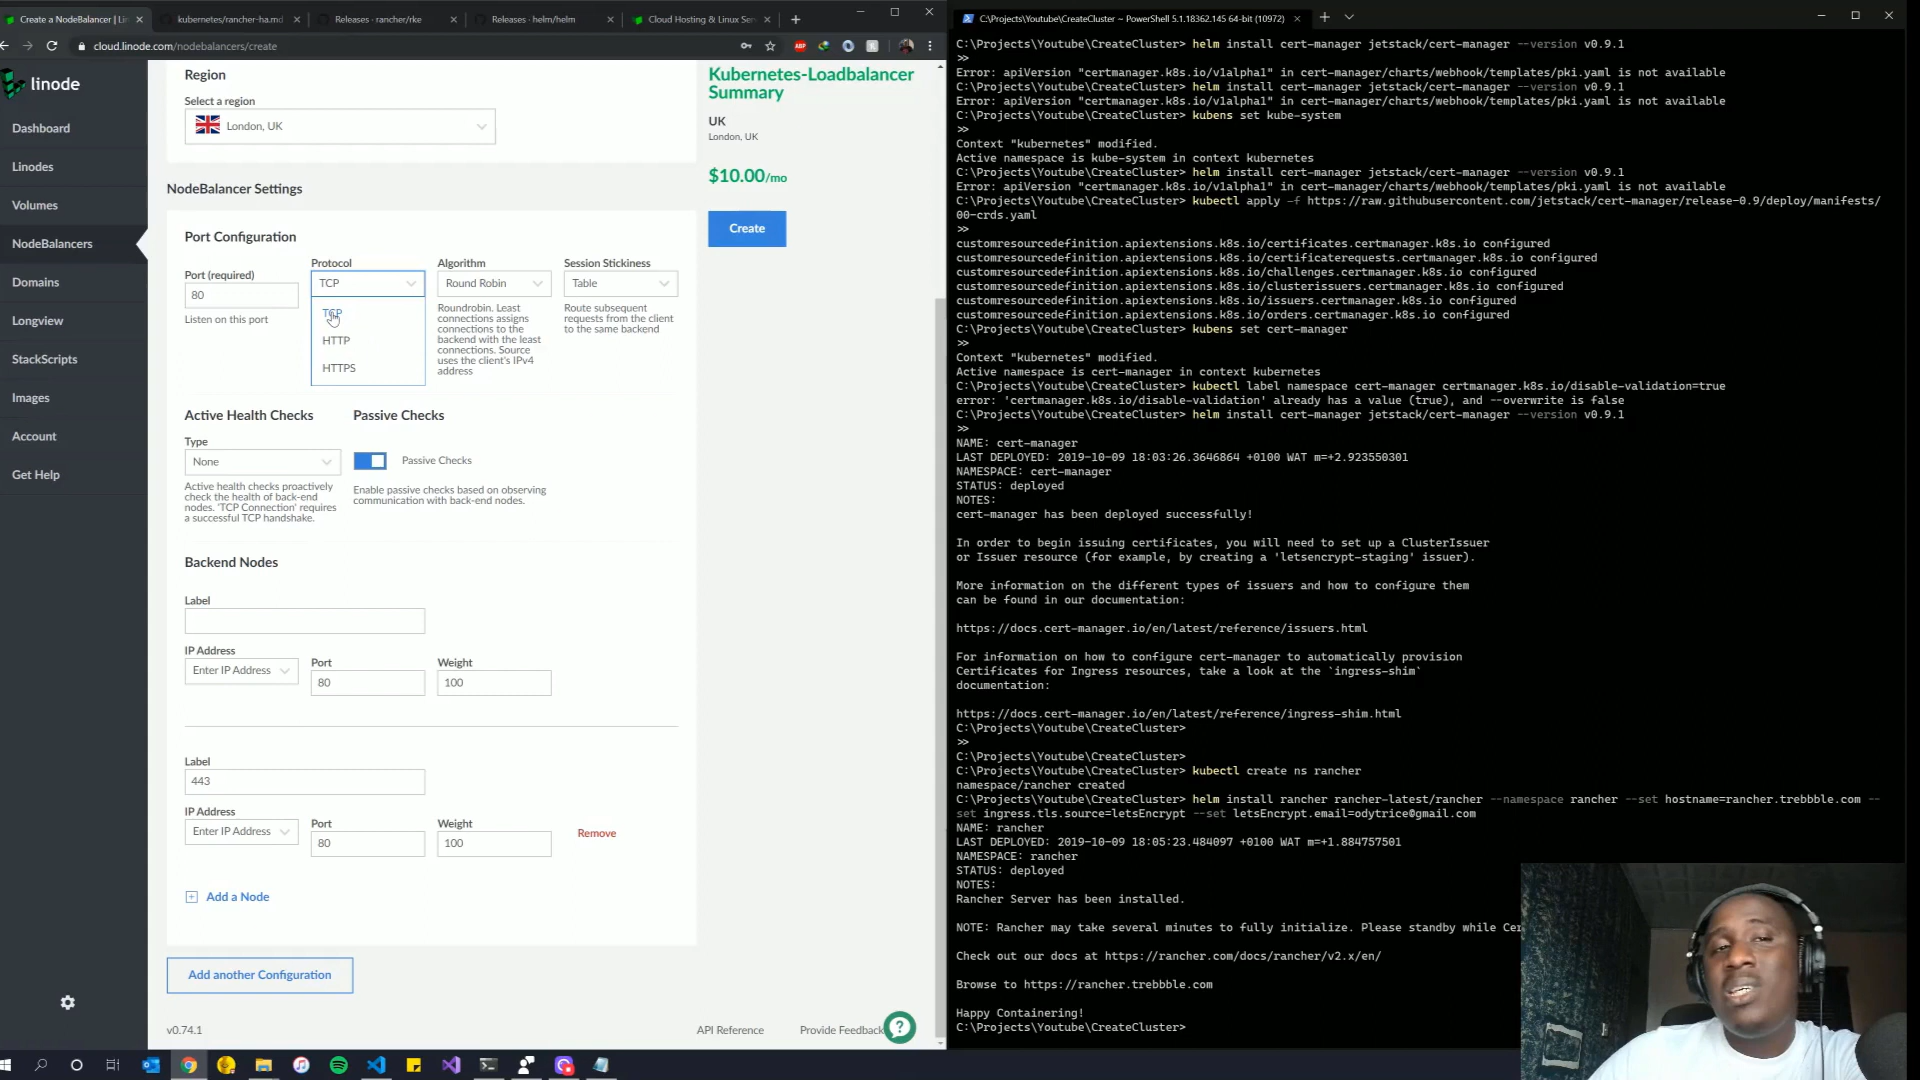 Create a NodeBalancer | Lin
kubernetes/rancher-ha.md
Releases · rancher/rke
Releases · helm/helm
Cloud Hosting & Linux Ser
cloud.linode.com/nodebalancers/create
linode
Dashboard
Linodes
Volumes
NodeBalancers
Domains
Longview
StackScripts
Images
Account
Get Help
Region
Select a region
London, UK
NodeBalancer Settings
Port Configuration
Port (required)
80
Listen on this port
Protocol
TCP
TCP
HTTP
HTTPS
Algorithm
Round Robin
Roundrobin. Least
connections assigns
connections to the
backend with the least
connections. Source
uses the client's IPv4
address
Session Stickiness
Table
Route subsequent
requests from the client
to the same backend
Active Health Checks
Type
None
Active health checks proactively
check the health of back-end
nodes. 'TCP Connection' requires
a successful TCP handshake.
Passive Checks
Passive Checks
Enable passive checks based on observing
communication with back-end nodes.
Backend Nodes
Label
IP Address
Enter IP Address
Port
80
Weight
100
Label
443
IP Address
Enter IP Address
Port
80
Weight
100
Remove
Add a Node
Add another Configuration
v0.74.1
API Reference
Provide Feedback
Kubernetes-Loadbalancer
Summary
UK
London, UK
$10.00/mo
Create
C:\Projects\Youtube\CreateCluster ~ PowerShell 5.1.18362.145 64-bit (10972)
C:\Projects\Youtube\CreateCluster> helm install cert-manager jetstack/cert-manager --version v0.9.1
>>
Error: apiVersion "certmanager.k8s.io/v1alpha1" in cert-manager/charts/webhook/templates/pki.yaml is not available
C:\Projects\Youtube\CreateCluster> helm install cert-manager jetstack/cert-manager --version v0.9.1
Error: apiVersion "certmanager.k8s.io/v1alpha1" in cert-manager/charts/webhook/templates/pki.yaml is not available
C:\Projects\Youtube\CreateCluster> kubens set kube-system
>>
Context "kubernetes" modified.
Active namespace is kube-system in context kubernetes
C:\Projects\Youtube\CreateCluster> helm install cert-manager jetstack/cert-manager --version v0.9.1
Error: apiVersion "certmanager.k8s.io/v1alpha1" in cert-manager/charts/webhook/templates/pki.yaml is not available
C:\Projects\Youtube\CreateCluster> kubectl apply -f https://raw.githubusercontent.com/jetstack/cert-manager/release-0.9/deploy/manifests/
00-crds.yaml
>>
customresourcedefinition.apiextensions.k8s.io/certificates.certmanager.k8s.io configured
customresourcedefinition.apiextensions.k8s.io/certificaterequests.certmanager.k8s.io configured
customresourcedefinition.apiextensions.k8s.io/challenges.certmanager.k8s.io configured
customresourcedefinition.apiextensions.k8s.io/clusterissuers.certmanager.k8s.io configured
customresourcedefinition.apiextensions.k8s.io/issuers.certmanager.k8s.io configured
customresourcedefinition.apiextensions.k8s.io/orders.certmanager.k8s.io configured
C:\Projects\Youtube\CreateCluster> kubens set cert-manager
>>
Context "kubernetes" modified.
Active namespace is cert-manager in context kubernetes
C:\Projects\Youtube\CreateCluster> kubectl label namespace cert-manager certmanager.k8s.io/disable-validation=true
error: 'certmanager.k8s.io/disable-validation' already has a value (true), and --overwrite is false
C:\Projects\Youtube\CreateCluster> helm install cert-manager jetstack/cert-manager --version v0.9.1
>>
NAME: cert-manager
LAST DEPLOYED: 2019-10-09 18:03:26.3646864 +0100 WAT m=+2.923550301
NAMESPACE: cert-manager
STATUS: deployed
NOTES:
cert-manager has been deployed successfully!
In order to begin issuing certificates, you will need to set up a ClusterIssuer
or Issuer resource (for example, by creating a 'letsencrypt-staging' issuer).
More information on the different types of issuers and how to configure them
can be found in our documentation:
https://docs.cert-manager.io/en/latest/reference/issuers.html
For information on how to configure cert-manager to automatically provision
Certificates for Ingress resources, take a look at the `ingress-shim`
documentation:
https://docs.cert-manager.io/en/latest/reference/ingress-shim.html
C:\Projects\Youtube\CreateCluster>
>>
C:\Projects\Youtube\CreateCluster>
C:\Projects\Youtube\CreateCluster> kubectl create ns rancher
namespace/rancher created
C:\Projects\Youtube\CreateCluster> helm install rancher rancher-latest/rancher --namespace rancher --set hostname=rancher.trebbble.com --
set ingress.tls.source=letsEncrypt --set letsEncrypt.email=odytrice@gmail.com
NAME: rancher
LAST DEPLOYED: 2019-10-09 18:05:23.484097 +0100 WAT m=+1.884757501
NAMESPACE: rancher
STATUS: deployed
NOTES:
Rancher Server has been installed.
NOTE: Rancher may take several minutes to fully initialize. Please standby while Cer
Check out our docs at https://rancher.com/docs/rancher/v2.x/en/
Browse to https://rancher.trebbble.com
Happy Containering!
C:\Projects\Youtube\CreateCluster>